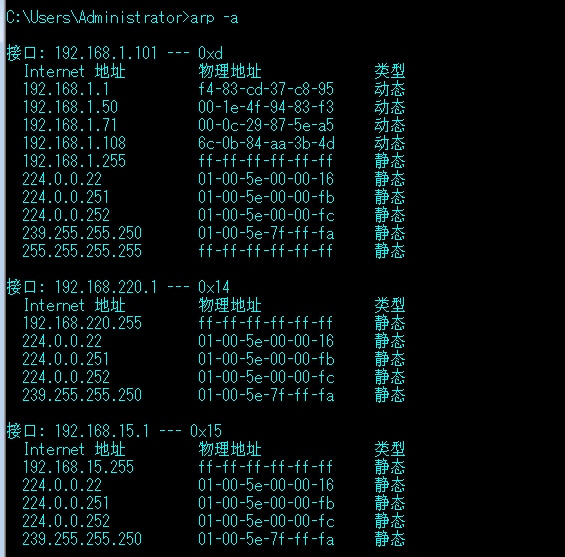 C:\Users\Administrator>arp -a
接口: 192.168.1.101 --- 0xd
Internet 地址 物理地址 类型
192.168.1.1 f4-83-cd-37-c8-95 动态
192.168.1.50 00-1e-4f-94-83-f3 动态
192.168.1.71 00-0c-29-87-5e-a5 动态
192.168.1.108 6c-0b-84-aa-3b-4d 动态
192.168.1.255 ff-ff-ff-ff-ff-ff 静态
224.0.0.22 01-00-5e-00-00-16 静态
224.0.0.251 01-00-5e-00-00-fb 静态
224.0.0.252 01-00-5e-00-00-fc 静态
239.255.255.250 01-00-5e-7f-ff-fa 静态
255.255.255.255 ff-ff-ff-ff-ff-ff 静态
接口: 192.168.220.1 --- 0x14
Internet 地址 物理地址 类型
192.168.220.255 ff-ff-ff-ff-ff-ff 静态
224.0.0.22 01-00-5e-00-00-16 静态
224.0.0.251 01-00-5e-00-00-fb 静态
224.0.0.252 01-00-5e-00-00-fc 静态
239.255.255.250 01-00-5e-7f-ff-fa 静态
接口: 192.168.15.1 --- 0x15
Internet 地址 物理地址 类型
192.168.15.255 ff-ff-ff-ff-ff-ff 静态
224.0.0.22 01-00-5e-00-00-16 静态
224.0.0.251 01-00-5e-00-00-fb 静态
224.0.0.252 01-00-5e-00-00-fc 静态
239.255.255.250 01-00-5e-7f-ff-fa 静态